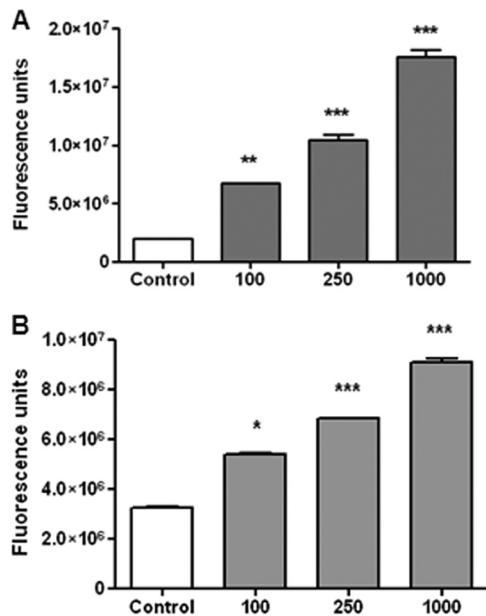 A
Fluorescence units
2.0×10⁷
1.5×10⁷
1.0×10⁷
5.0×10⁶
0
**
***
***
Control 100 250 1000
B
Fluorescence units
1.0×10⁷
8.0×10⁶
6.0×10⁶
4.0×10⁶
2.0×10⁶
0
*
***
***
Control 100 250 1000